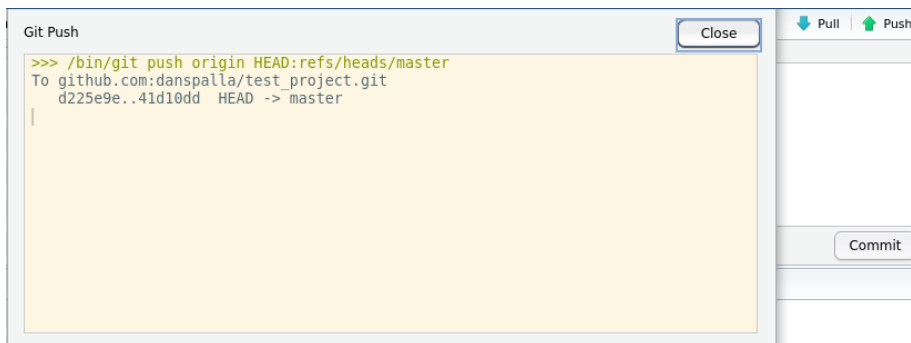 Git Push
Close
Pull
Push
>>> /bin/git push origin HEAD:refs/heads/master
To github.com:danspalla/test_project.git
   d225e9e..41d10dd  HEAD -> master
Commit